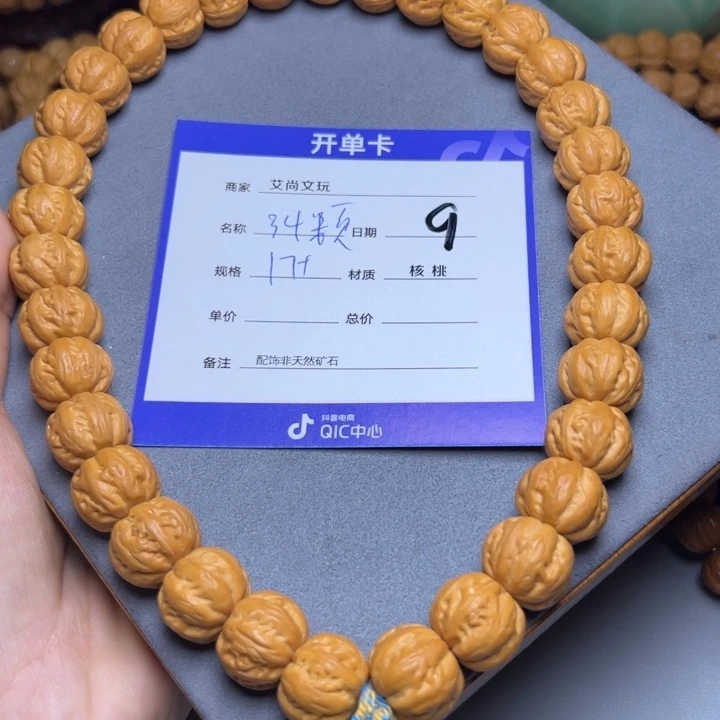 开单卡
商家 艾尚文玩
名称 34颗 日期 9
规格 17+ 材质 核桃
单价 总价
备注 配饰非天然矿石
抖音电商
QIC中心